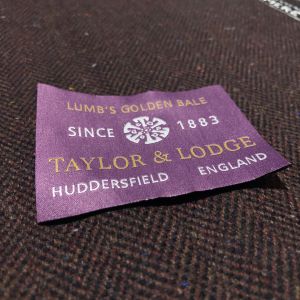 LUMB'S GOLDEN BALE
SINCE 1883
TAYLOR & LODGE
HUDDERSFIELD ENGLAND